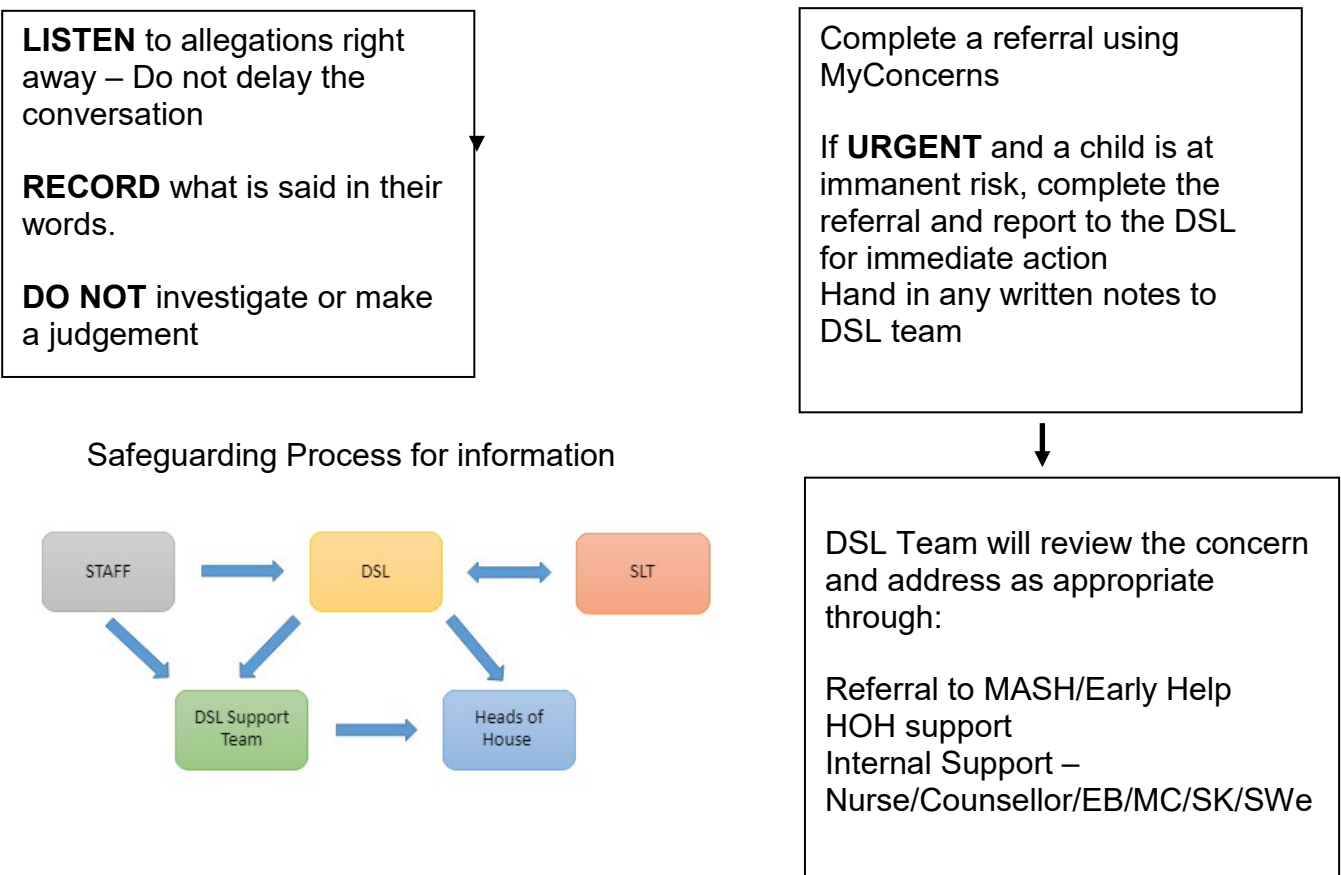 LISTEN to allegations right
away – Do not delay the
conversation
RECORD what is said in their
words.
DO NOT investigate or make
a judgement
Complete a referral using
MyConcerns
If URGENT and a child is at
immanent risk, complete the
referral and report to the DSL
for immediate action
Hand in any written notes to
DSL team
Safeguarding Process for information
STAFF
DSL
SLT
DSL Support
Team
Heads of
House
DSL Team will review the concern
and address as appropriate
through:
Referral to MASH/Early Help
HOH support
Internal Support –
Nurse/Counsellor/EB/MC/SK/SWe